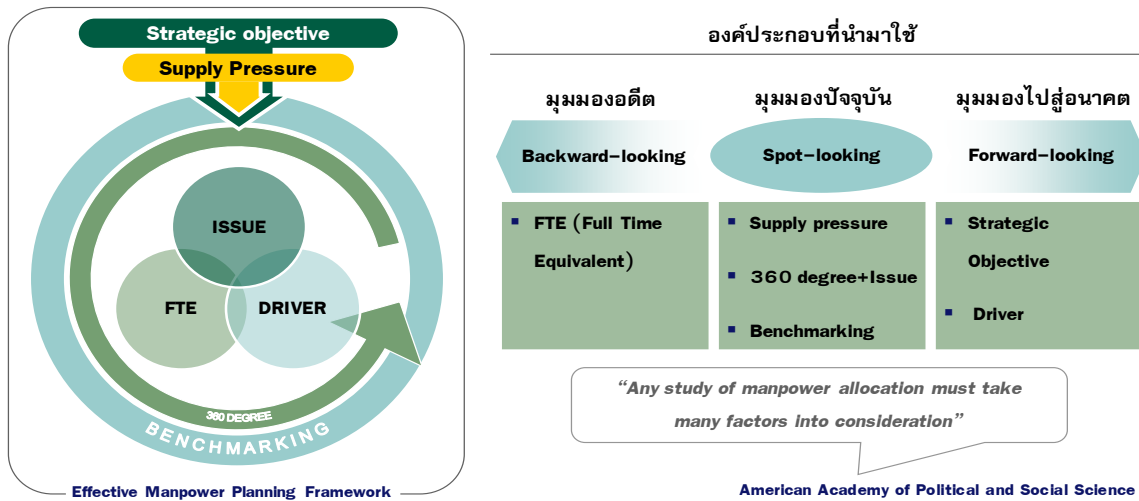 Strategic objective
Supply Pressure
ISSUE
FTE
DRIVER
360 DEGREE
BENCHMARKING
Effective Manpower Planning Framework
องค์ประกอบที่นำมาใช้
มุมมองอดีต
มุมมองปัจจุบัน
มุมมองไปสู่อนาคต
Backward-looking
Spot-looking
Forward-looking
▪ FTE (Full Time
Equivalent)
▪ Supply pressure
▪ 360 degree+Issue
▪ Benchmarking
▪ Strategic
Objective
▪ Driver
“Any study of manpower allocation must take
many factors into consideration”
American Academy of Political and Social Science